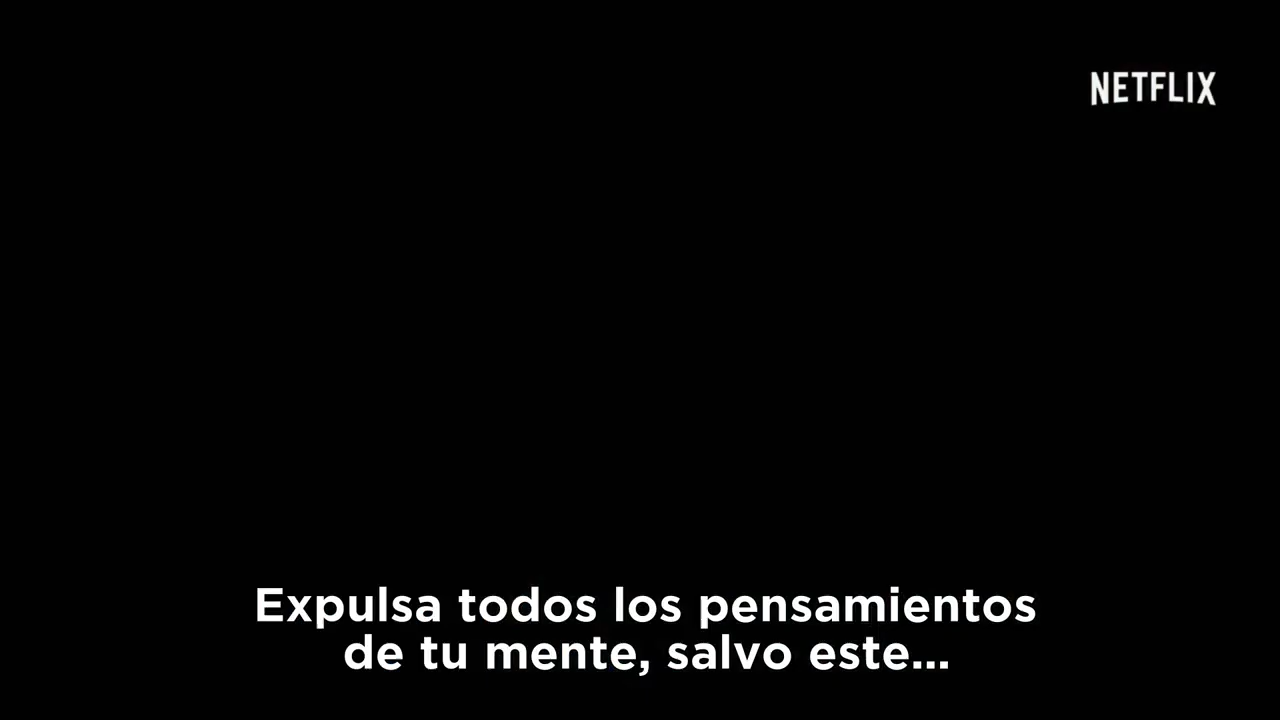 NETFLIX
Expulsa todos los pensamientos
de tu mente, salvo este...